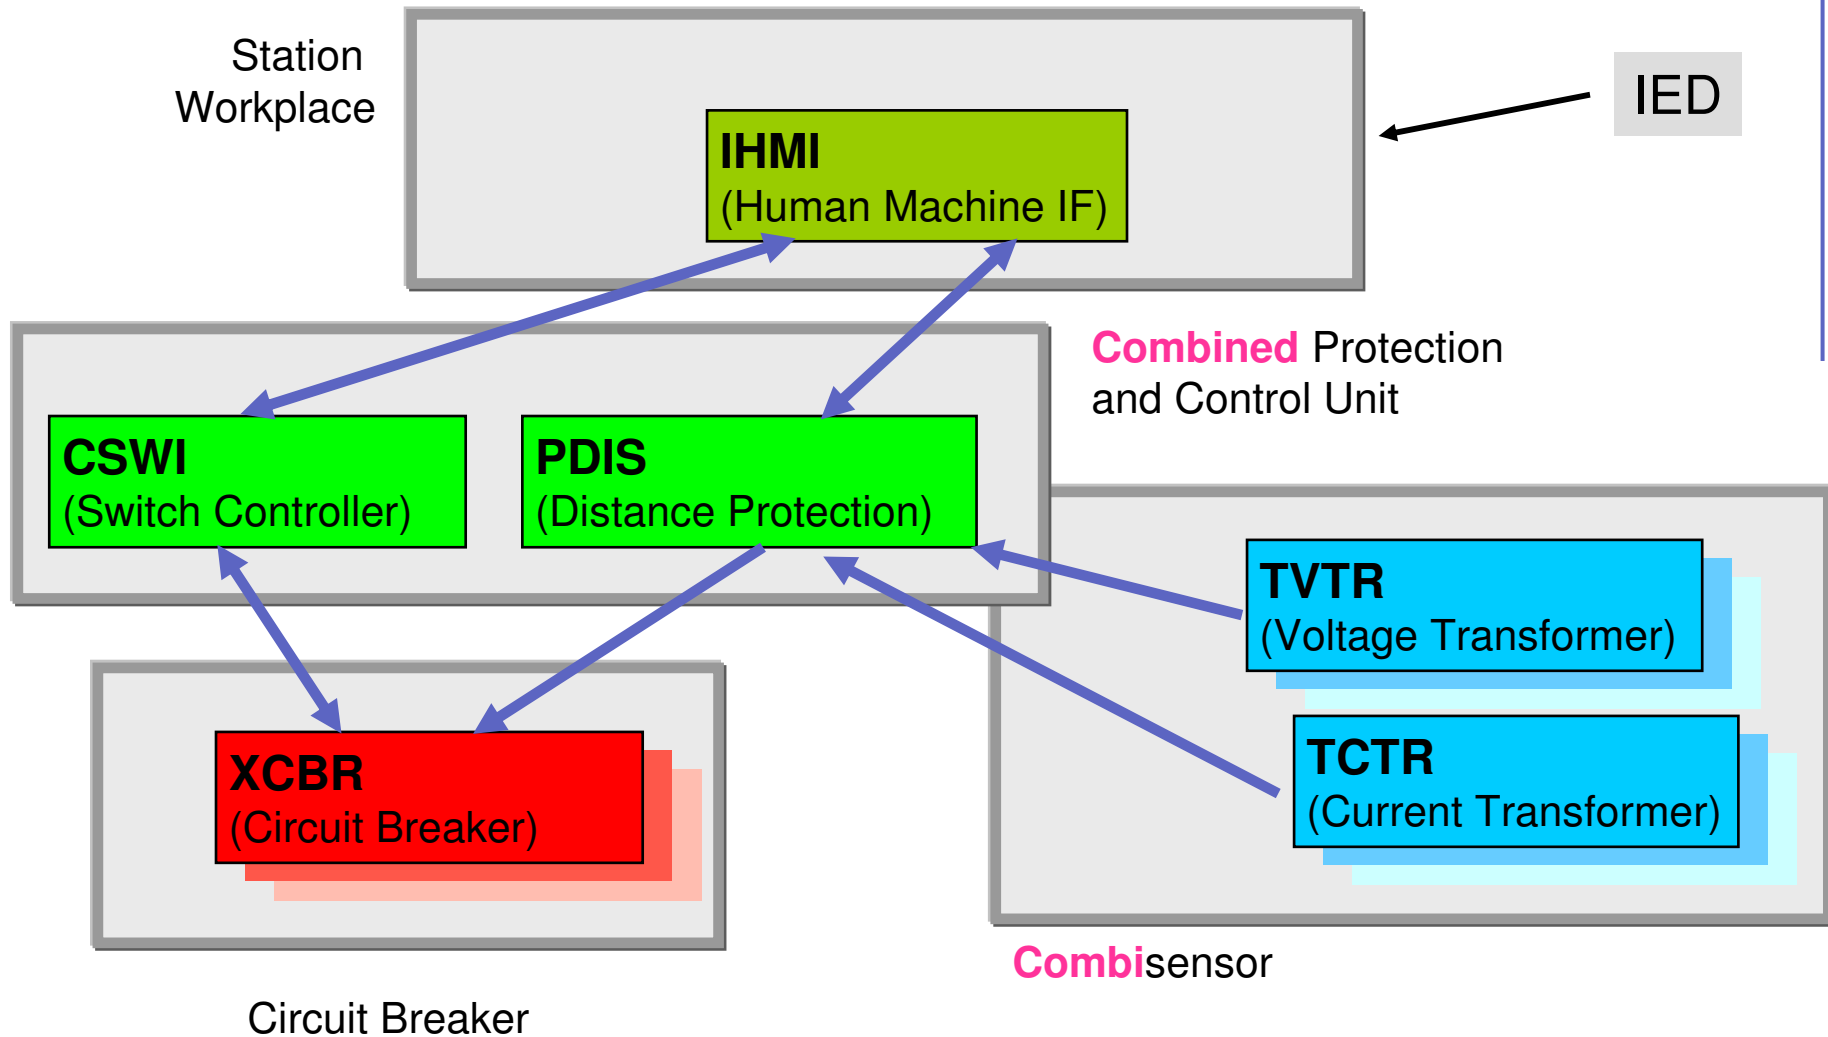 Station
Workplace
IED
IHMI
(Human Machine IF)
Combined Protection
and Control Unit
CSWI
(Switch Controller)
PDIS
(Distance Protection)
TVTR
(Voltage Transformer)
TCTR
(Current Transformer)
XCBR
(Circuit Breaker)
Combisensor
Circuit Breaker